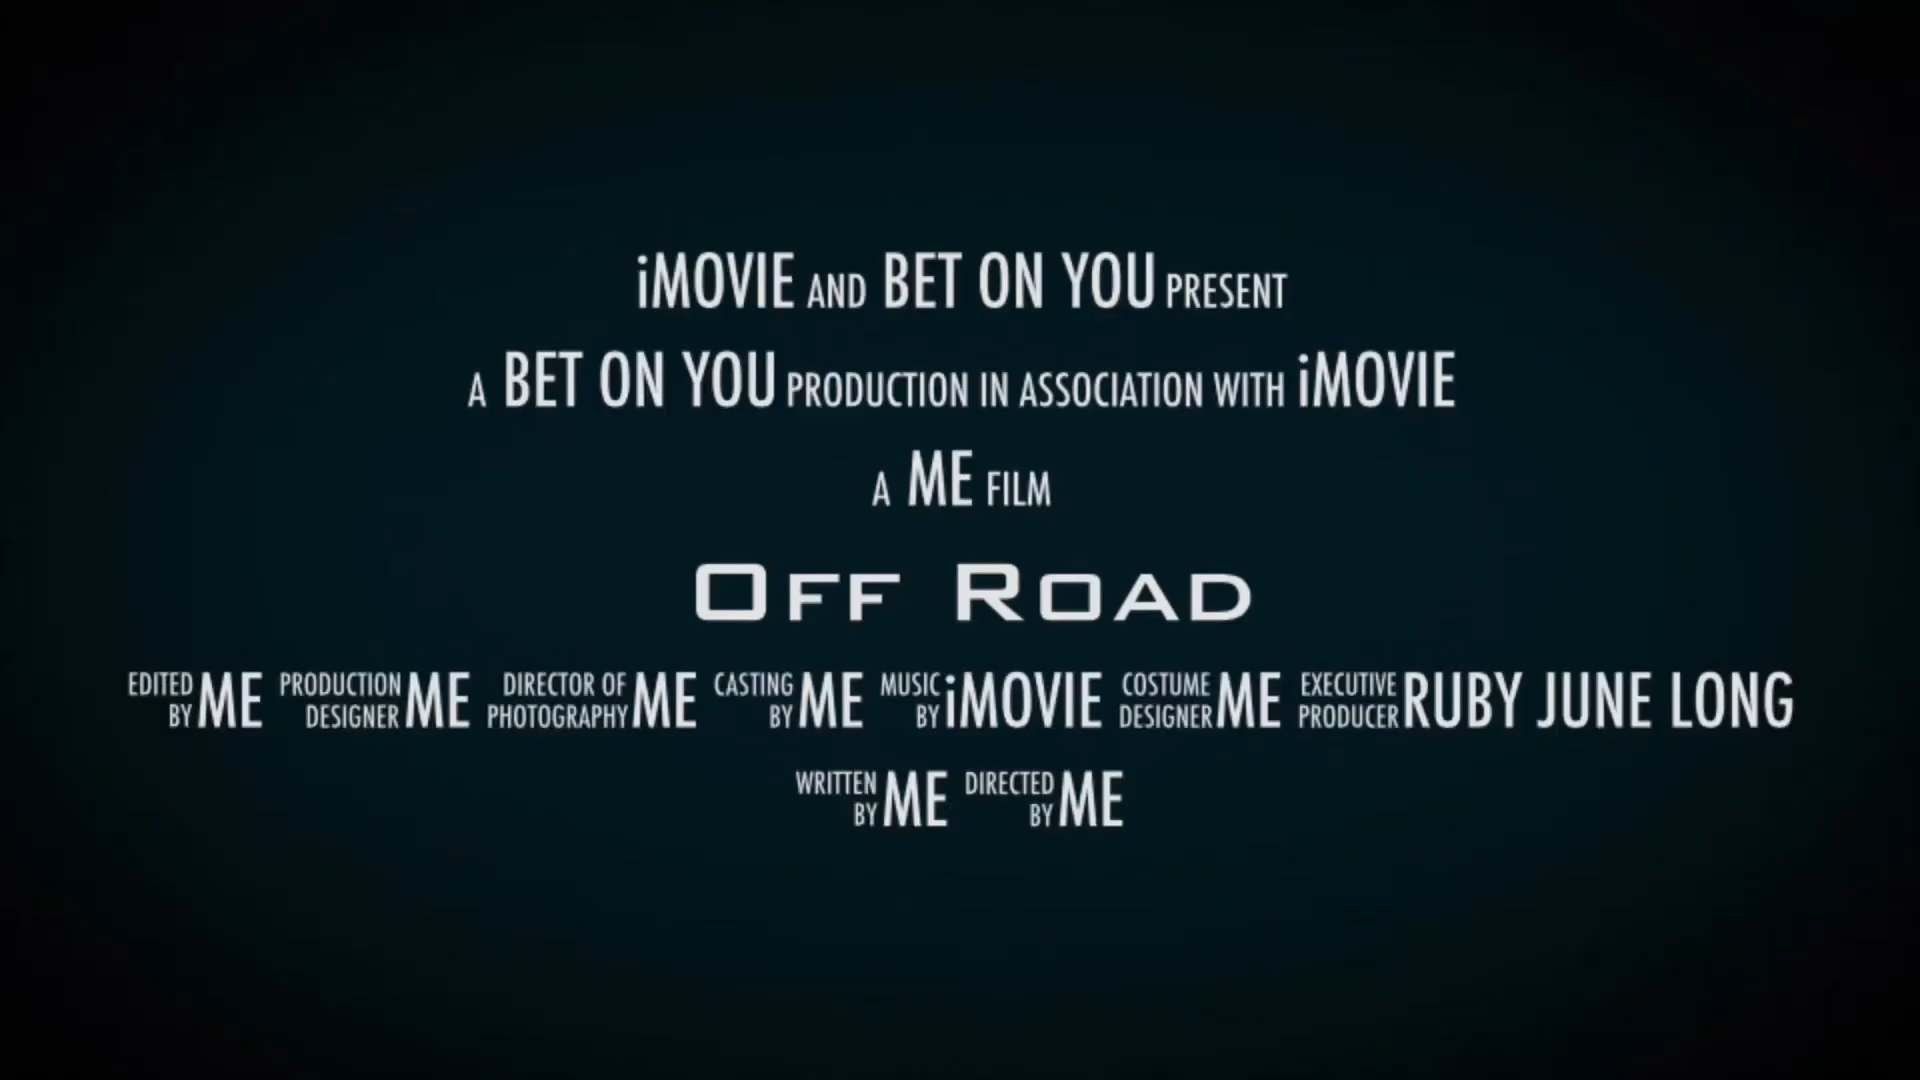 iMOVIE AND BET ON YOU PRESENT
A BET ON YOU PRODUCTION IN ASSOCIATION WITH iMOVIE
A ME FILM
OFF ROAD
EDITED BY ME PRODUCTION DESIGNER ME DIRECTOR OF PHOTOGRAPHY ME CASTING BY ME MUSIC BY iMOVIE COSTUME DESIGNER ME EXECUTIVE PRODUCER RUBY JUNE LONG
WRITTEN BY ME DIRECTED BY ME